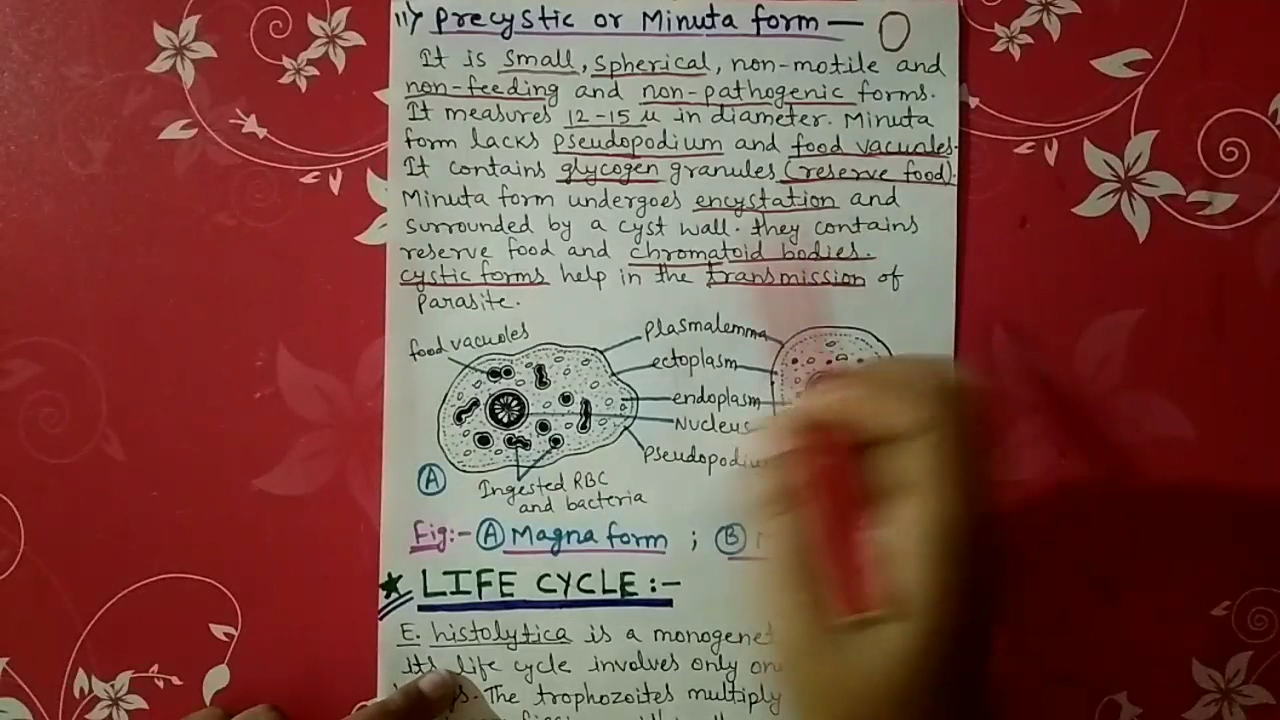 ii) Precystic or Minuta form —
It is small, spherical, non-motile and
non-feeding and non-pathogenic forms.
It measures 12-15 µ in diameter. Minuta
form lacks pseudopodium and food vacuoles.
It contains glycogen granules (reserve food).
Minuta form undergoes encystation and
surrounded by a cyst wall. they contains
reserve food and chromatoid bodies.
cystic forms help in the transmission of
parasite.
food vacuoles
Plasmalemma
ectoplasm
endoplasm
Nucleus
Pseudopodiu
Ingested RBC
and bacteria
A
Fig:- A Magna form ; B
★ LIFE CYCLE:-
E. histolytica is a monogenet
Its life cycle involves only on
The trophozoites multiply